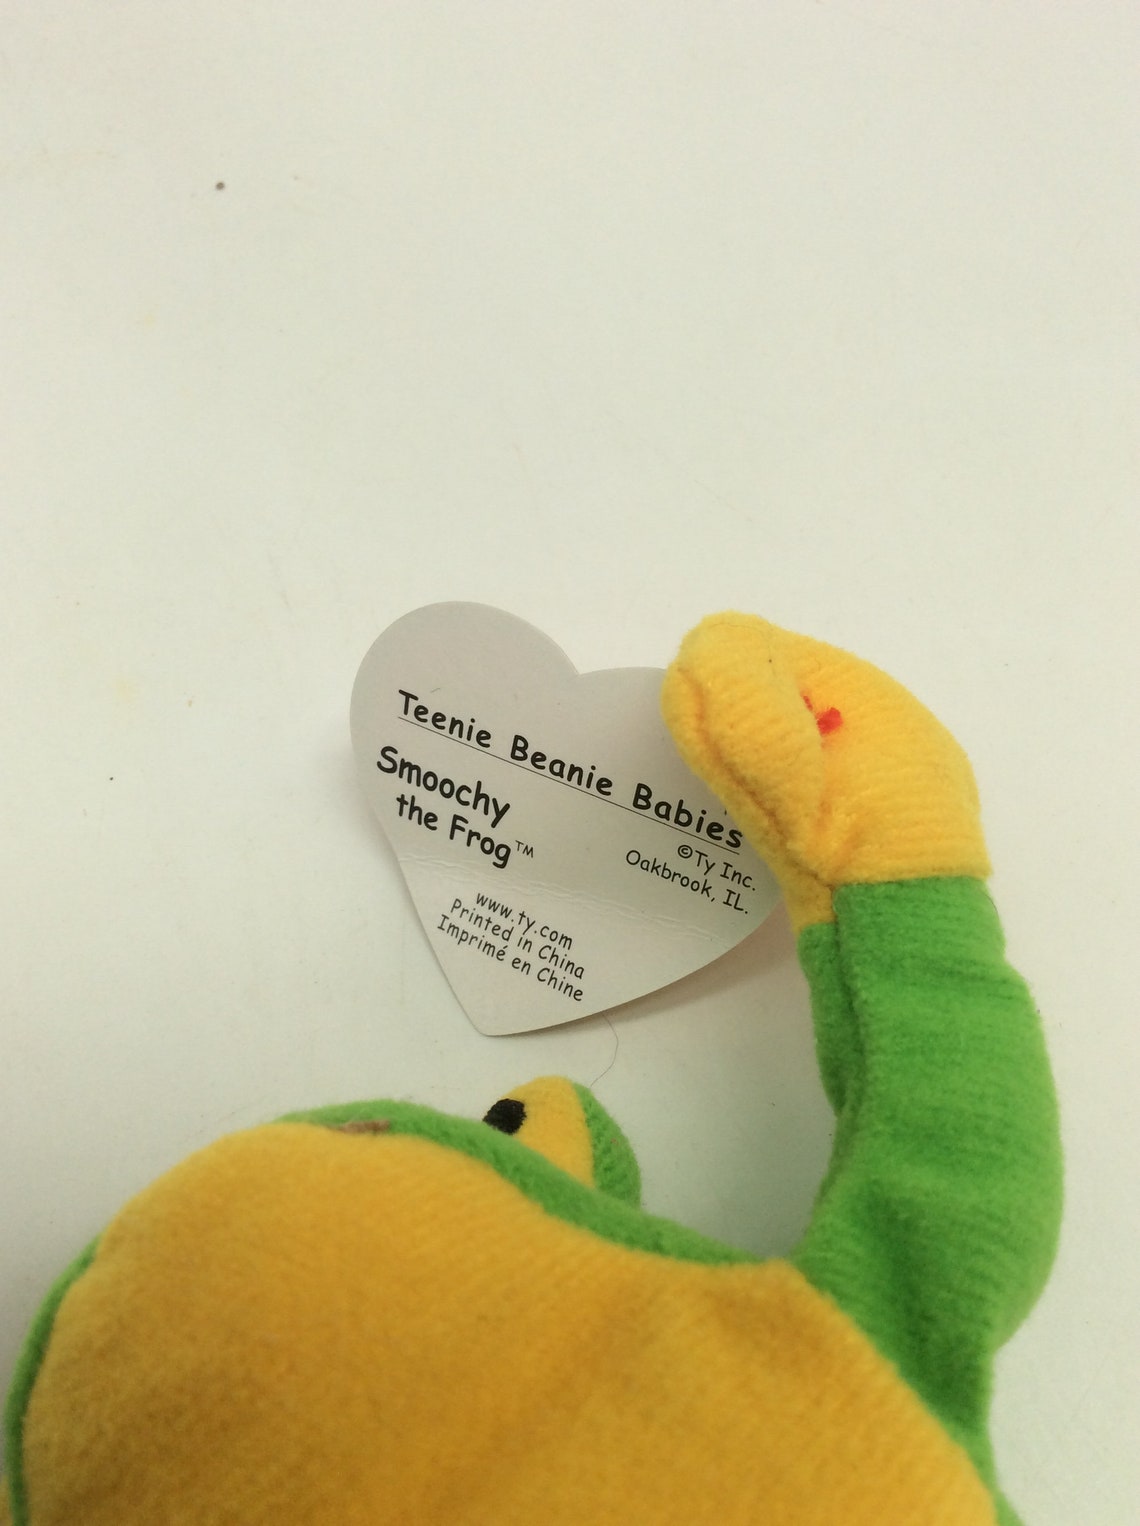 Teenie Beanie Babies
Smoochy
the Frog™
©Ty Inc.
Oakbrook, IL.
www.ty.com
Printed in China
Imprimé en Chine